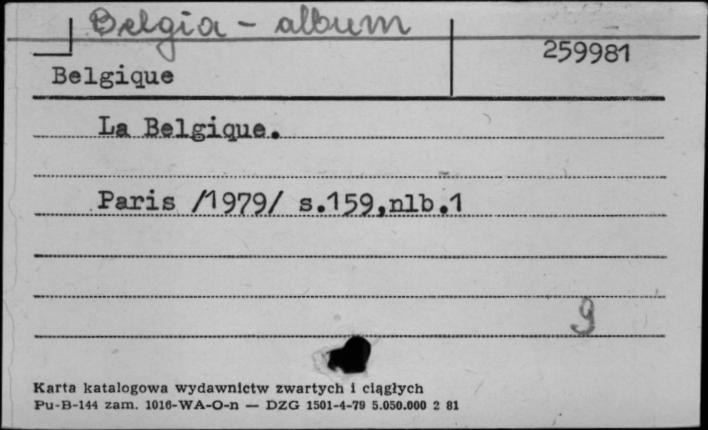 Belgia - album
259981
Belgique
La Belgique.
Paris /1979/ s.159,nlb.1
g
Karta katalogowa wydawnictw zwartych i ciągłych
Pu-B-144 zam. 1016-WA-O-n — DZG 1501-4-79 5.050.000 2 81